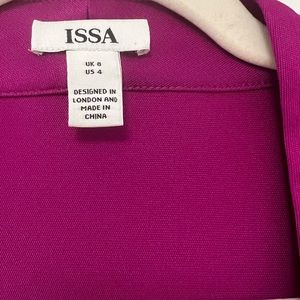 ISSA
UK 8
US 4
DESIGNED IN
LONDON AND
MADE IN
CHINA